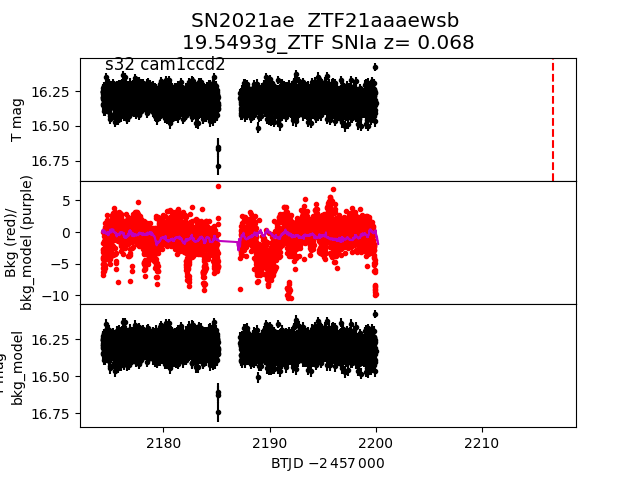 SN2021ae ZTF21aaaewsb
19.5493g_ZTF SNIa z= 0.068
s32 cam1ccd2
T mag
16.25
16.50
16.75
Bkg (red)/
bkg_model (purple)
5
0
−5
−10
bkg_model
16.25
16.50
16.75
2180
2190
2200
2210
BTJD −2 457 000